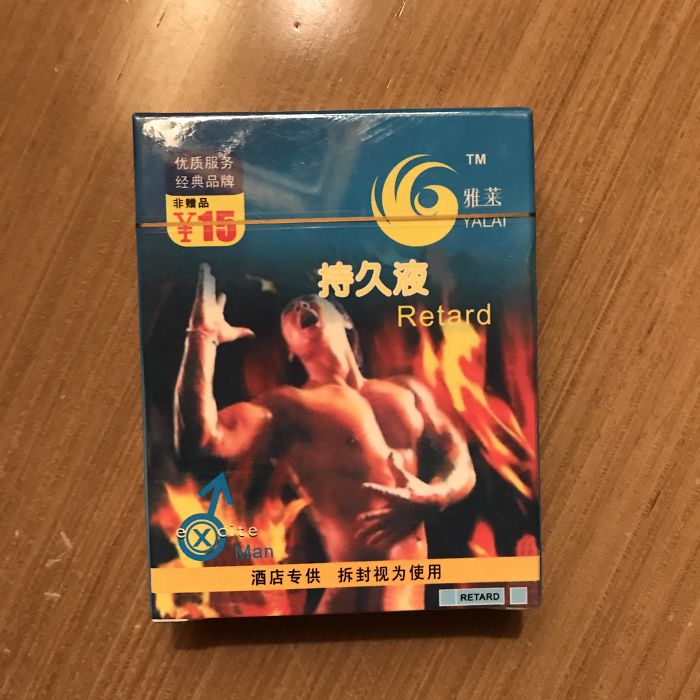 优质服务
经典品牌
非赠品
¥15
TM
雅莱
YALAI
持久液
Retard
eXcite
Man
酒店专供 拆封视为使用
RETARD